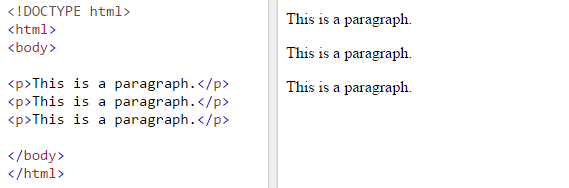 <!DOCTYPE html>
<html>
<body>

<p>This is a paragraph.</p>
<p>This is a paragraph.</p>
<p>This is a paragraph.</p>

</body>
</html>
This is a paragraph.
This is a paragraph.
This is a paragraph.